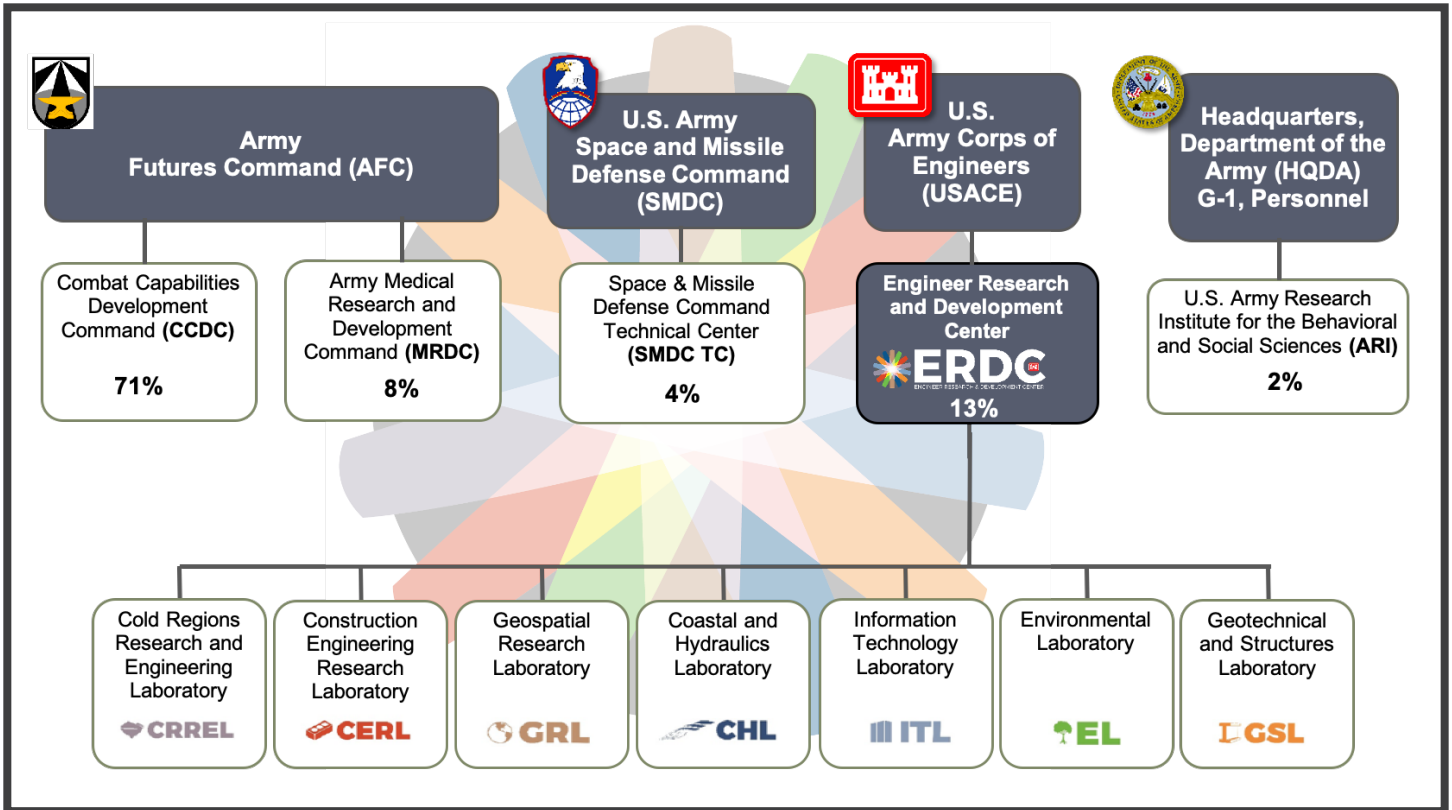 Army
Futures Command (AFC)
U.S. Army
Space and Missile
Defense Command
(SMDC)
U.S.
Army Corps of
Engineers
(USACE)
Headquarters,
Department of the
Army (HQDA)
G-1, Personnel
Combat Capabilities
Development
Command (CCDC)
71%
Army Medical
Research and
Development
Command (MRDC)
8%
Space & Missile
Defense Command
Technical Center
(SMDC TC)
4%
Engineer Research
and Development
Center
ERDC
ENGINEER RESEARCH & DEVELOPMENT CENTER
13%
U.S. Army Research
Institute for the Behavioral
and Social Sciences (ARI)
2%
Cold Regions
Research and
Engineering
Laboratory
CRREL
Construction
Engineering
Research
Laboratory
CERL
Geospatial
Research
Laboratory
GRL
Coastal and
Hydraulics
Laboratory
CHL
Information
Technology
Laboratory
ITL
Environmental
Laboratory
EL
Geotechnical
and Structures
Laboratory
GSL